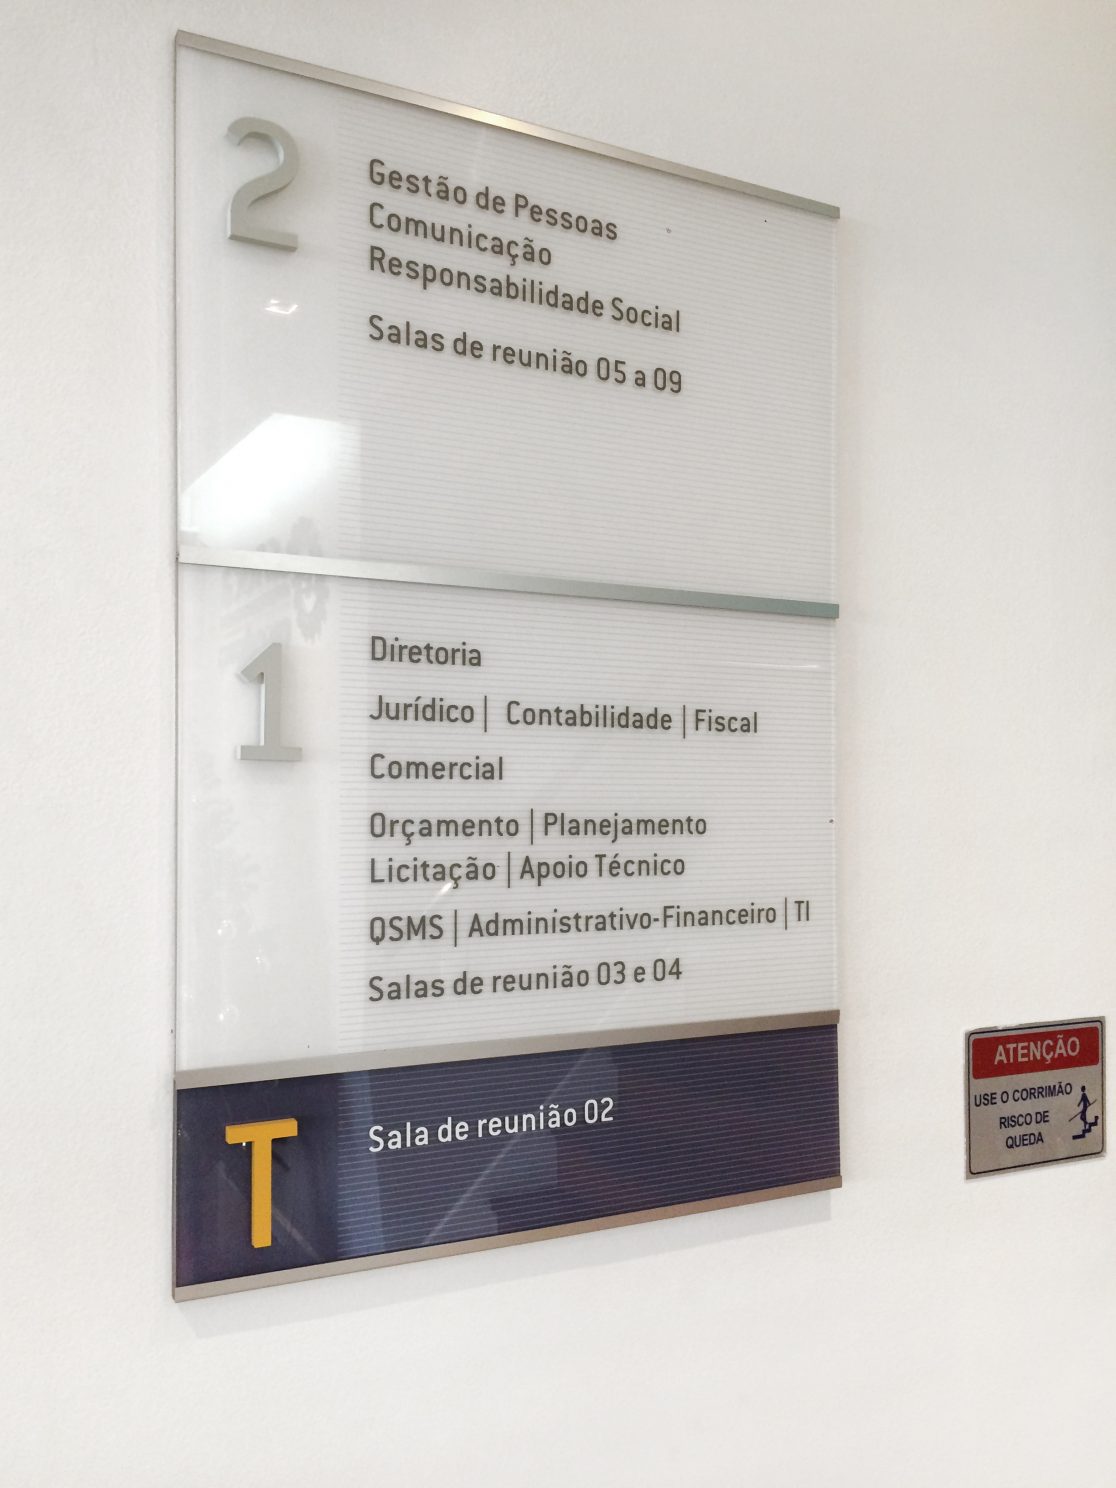 2
Gestão de Pessoas
Comunicação
Responsabilidade Social
Salas de reunião 05 a 09
1
Diretoria
Jurídico | Contabilidade | Fiscal
Comercial
Orçamento | Planejamento
Licitação | Apoio Técnico
QSMS | Administrativo-Financeiro | TI
Salas de reunião 03 e 04
T
Sala de reunião 02
ATENÇÃO
USE O CORRIMÃO
RISCO DE
QUEDA